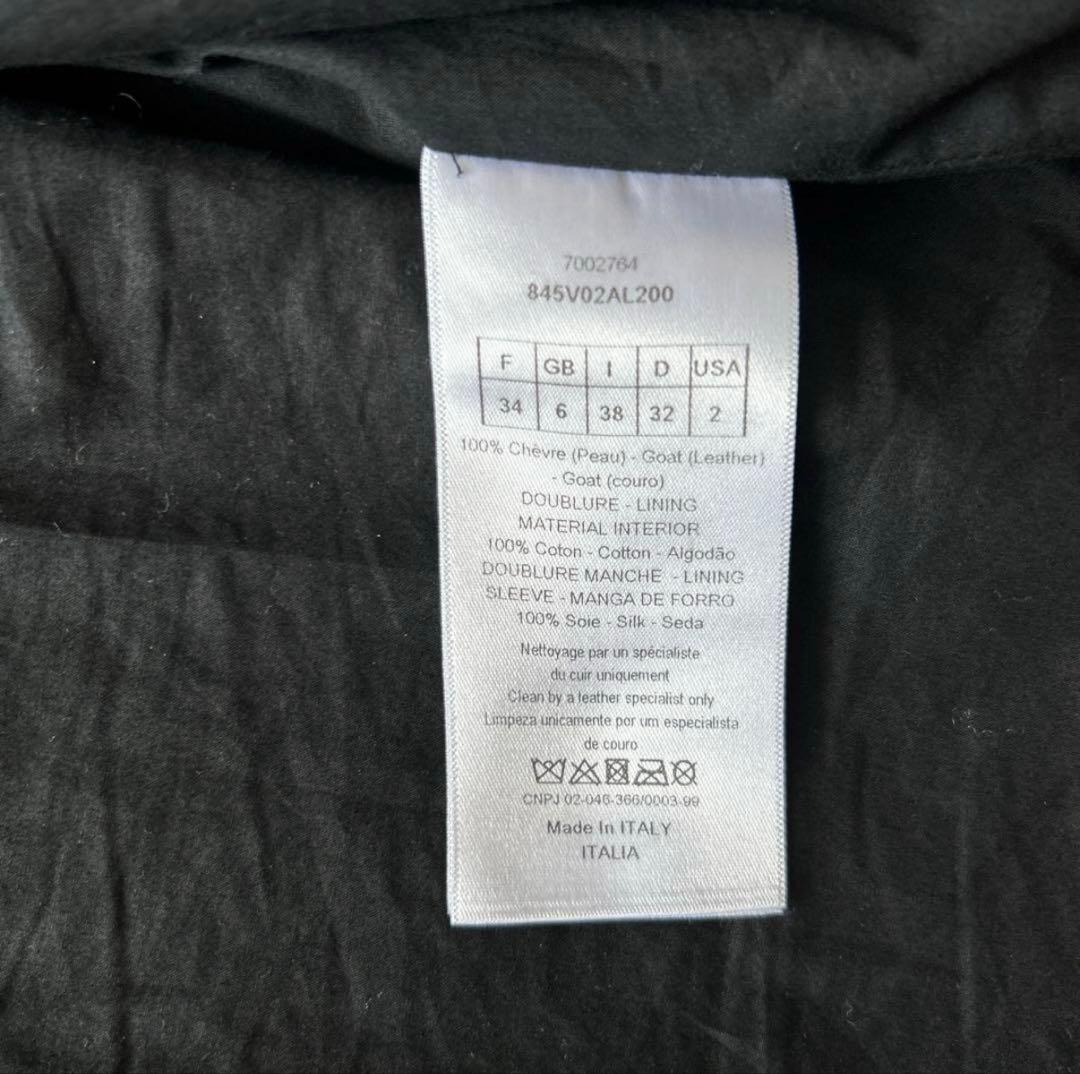 7002764
845V02AL200
F GB I D USA
34 6 38 32 2
100% Chèvre (Peau) - Goat (Leather)
- Goat (couro)
DOUBLURE - LINING
MATERIAL INTERIOR
100% Coton - Cotton - Algodão
DOUBLURE MANCHE - LINING
SLEEVE - MANGA DE FORRO
100% Soie - Silk - Seda
Nettoyage par un spécialiste
du cuir uniquement
Clean by a leather specialist only
Limpeza unicamente por um especialista
de couro
CNPJ 02-046-366/0003-99
Made In ITALY
ITALIA